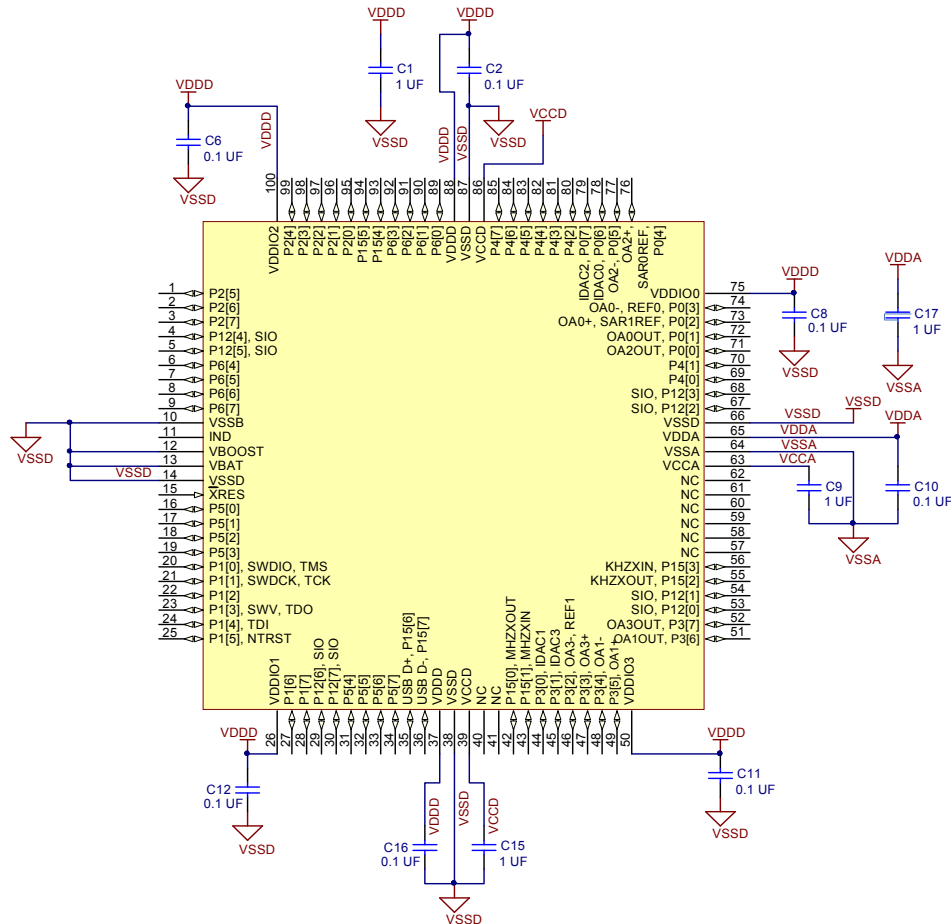 VDDD
VDDD
C1
1 UF
C2
0.1 UF
VDDD
VSSD
VSSD
VCCD
C6
0.1 UF
VDDD
VDDD
VSSD
VSSD
100
99
98
97
96
95
94
93
92
91
90
89
88
87
86
85
84
83
82
81
80
79
78
77
76
VDDIO2
P2[4]
P2[3]
P2[2]
P2[1]
P2[0]
P15[5]
P15[4]
P6[3]
P6[2]
P6[1]
P6[0]
VDDD
VSSD
VCCD
P4[7]
P4[6]
P4[5]
P4[4]
P4[3]
P4[2]
IDAC2, P0[7]
IDAC0, P0[6]
OA2-, P0[5]
OA2+,
SAR0REF,
P0[4]
1 P2[5]
2 P2[6]
3 P2[7]
4 P12[4], SIO
5 P12[5], SIO
6 P6[4]
7 P6[5]
8 P6[6]
9 P6[7]
10 VSSB
11 IND
12 VBOOST
13 VBAT
14 VSSD
15 XRES
16 P5[0]
17 P5[1]
18 P5[2]
19 P5[3]
20 P1[0], SWDIO, TMS
21 P1[1], SWDCK, TCK
22 P1[2]
23 P1[3], SWV, TDO
24 P1[4], TDI
25 P1[5], NTRST
VSSD
VSSD
VDDIO0 75
OA0-, REF0, P0[3] 74
OA0+, SAR1REF, P0[2] 73
OA0OUT, P0[1] 72
OA2OUT, P0[0] 71
P4[1] 70
P4[0] 69
SIO, P12[3] 68
SIO, P12[2] 67
VSSD 66
VDDA 65
VSSA 64
VCCA 63
NC 62
NC 61
NC 60
NC 59
NC 58
NC 57
KHZXIN, P15[3] 56
KHZXOUT, P15[2] 55
SIO, P12[1] 54
SIO, P12[0] 53
OA3OUT, P3[7] 52
OA1OUT, P3[6] 51
VDDD
C8
0.1 UF
VSSD
VDDA
C17
1 UF
VSSA
VSSD
VSSD
VDDA
VDDA
VSSA
VCCA
C9
1 UF
C10
0.1 UF
VSSA
VDDIO1
P1[6]
P1[7]
P12[6], SIO
P12[7], SIO
P5[4]
P5[5]
P5[6]
P5[7]
USB D+, P15[6]
USB D-, P15[7]
VDDD
VSSD
VCCD
NC
NC
P15[0], MHZXOUT
P15[1], MHZXIN
P3[0], IDAC1
P3[1], IDAC3
P3[2], OA3-, REF1
P3[3], OA3+
P3[4], OA1-
P3[5], OA1+
VDDIO3
26
27
28
29
30
31
32
33
34
35
36
37
38
39
40
41
42
43
44
45
46
47
48
49
50
VDDD
C12
0.1 UF
VSSD
VDDD
VSSD
VCCD
C16
0.1 UF
C15
1 UF
VSSD
VDDD
C11
0.1 UF
VSSD